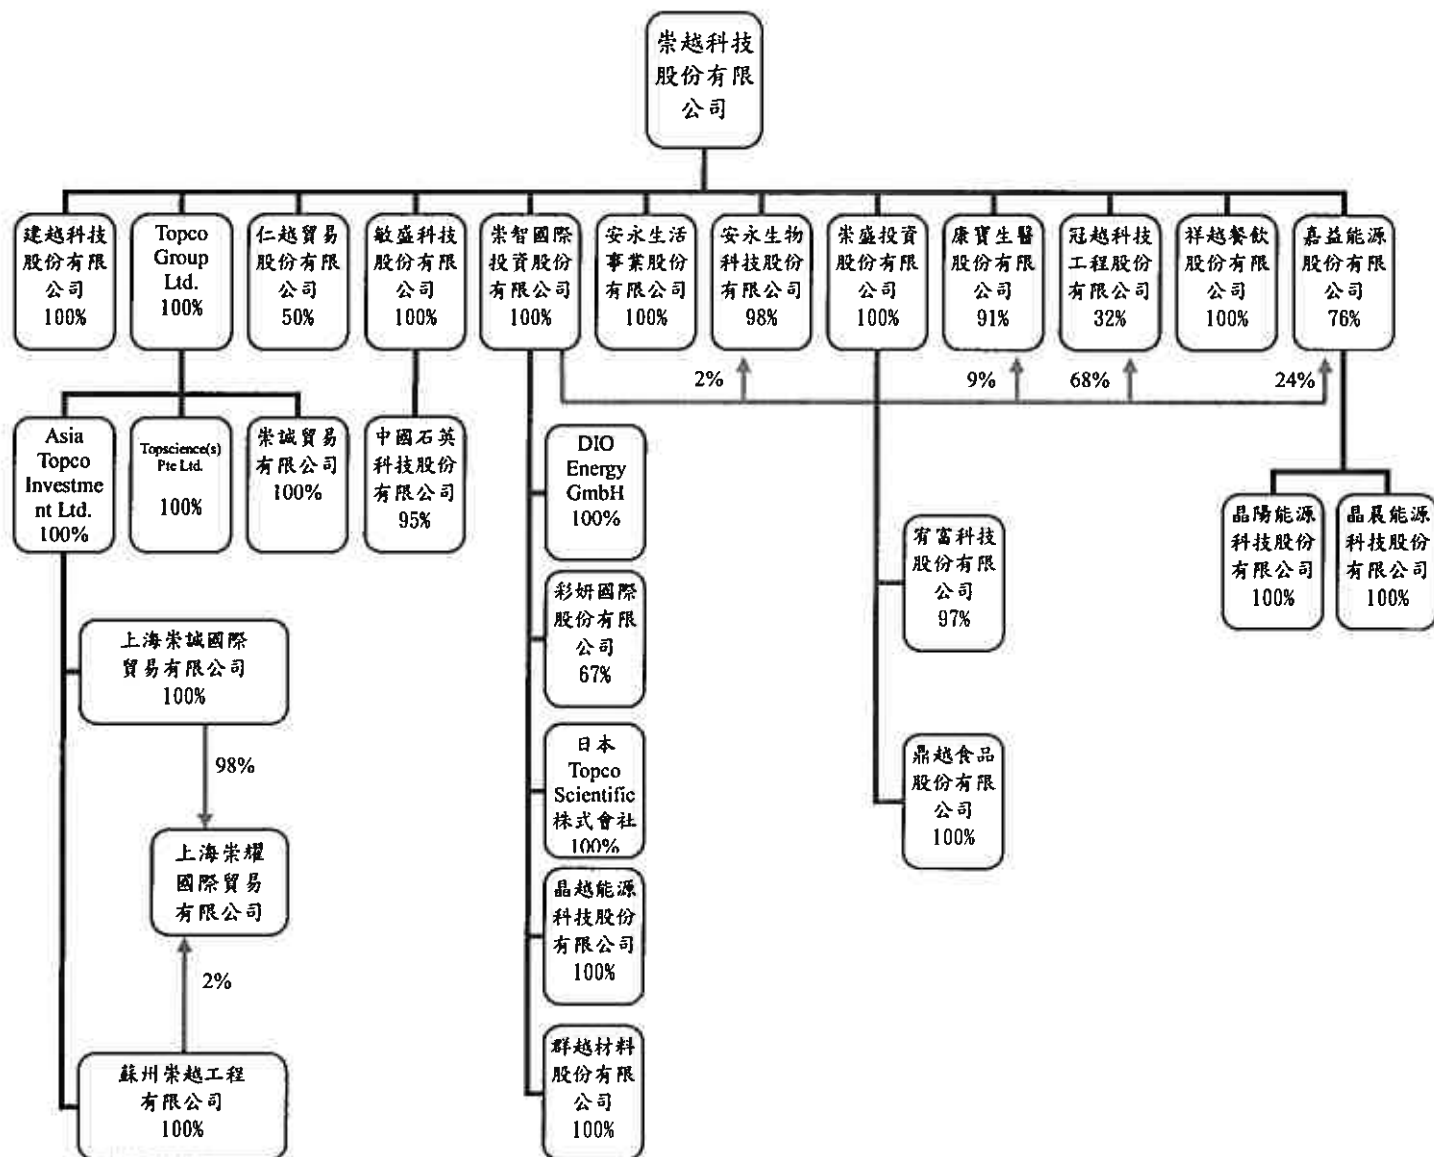 崇越科技
股份有限
公司
建越科技
股份有限
公司
100%
Topco
Group
Ltd.
100%
仁越貿易
股份有限
公司
50%
敏盛科技
股份有限
公司
100%
崇智國際
投資股份
有限公司
100%
安永生活
事業股份
有限公司
100%
安永生物
科技股份
有限公司
98%
崇盛投資
股份有限
公司
100%
康寶生醫
股份有限
公司
91%
冠越科技
工程股份
有限公司
32%
祥越餐飲
股份有限
公司
100%
嘉益能源
股份有限
公司
76%
2%
9%
68%
24%
Asia
Topco
Investme
nt Ltd.
100%
Topscience(s)
Pte Ltd.
100%
崇誠貿易
有限公司
100%
中國石英
科技股份
有限公司
95%
DIO
Energy
GmbH
100%
彩妍國際
股份有限
公司
67%
日本
Topco
Scientific
株式會社
100%
晶越能源
科技股份
有限公司
100%
群越材料
股份有限
公司
100%
宥富科技
股份有限
公司
97%
鼎越食品
股份有限
公司
100%
晶陽能源
科技股份
有限公司
100%
晶晨能源
科技股份
有限公司
100%
上海崇誠國際
貿易有限公司
100%
98%
上海崇耀
國際貿易
有限公司
2%
蘇州崇越工程
有限公司
100%